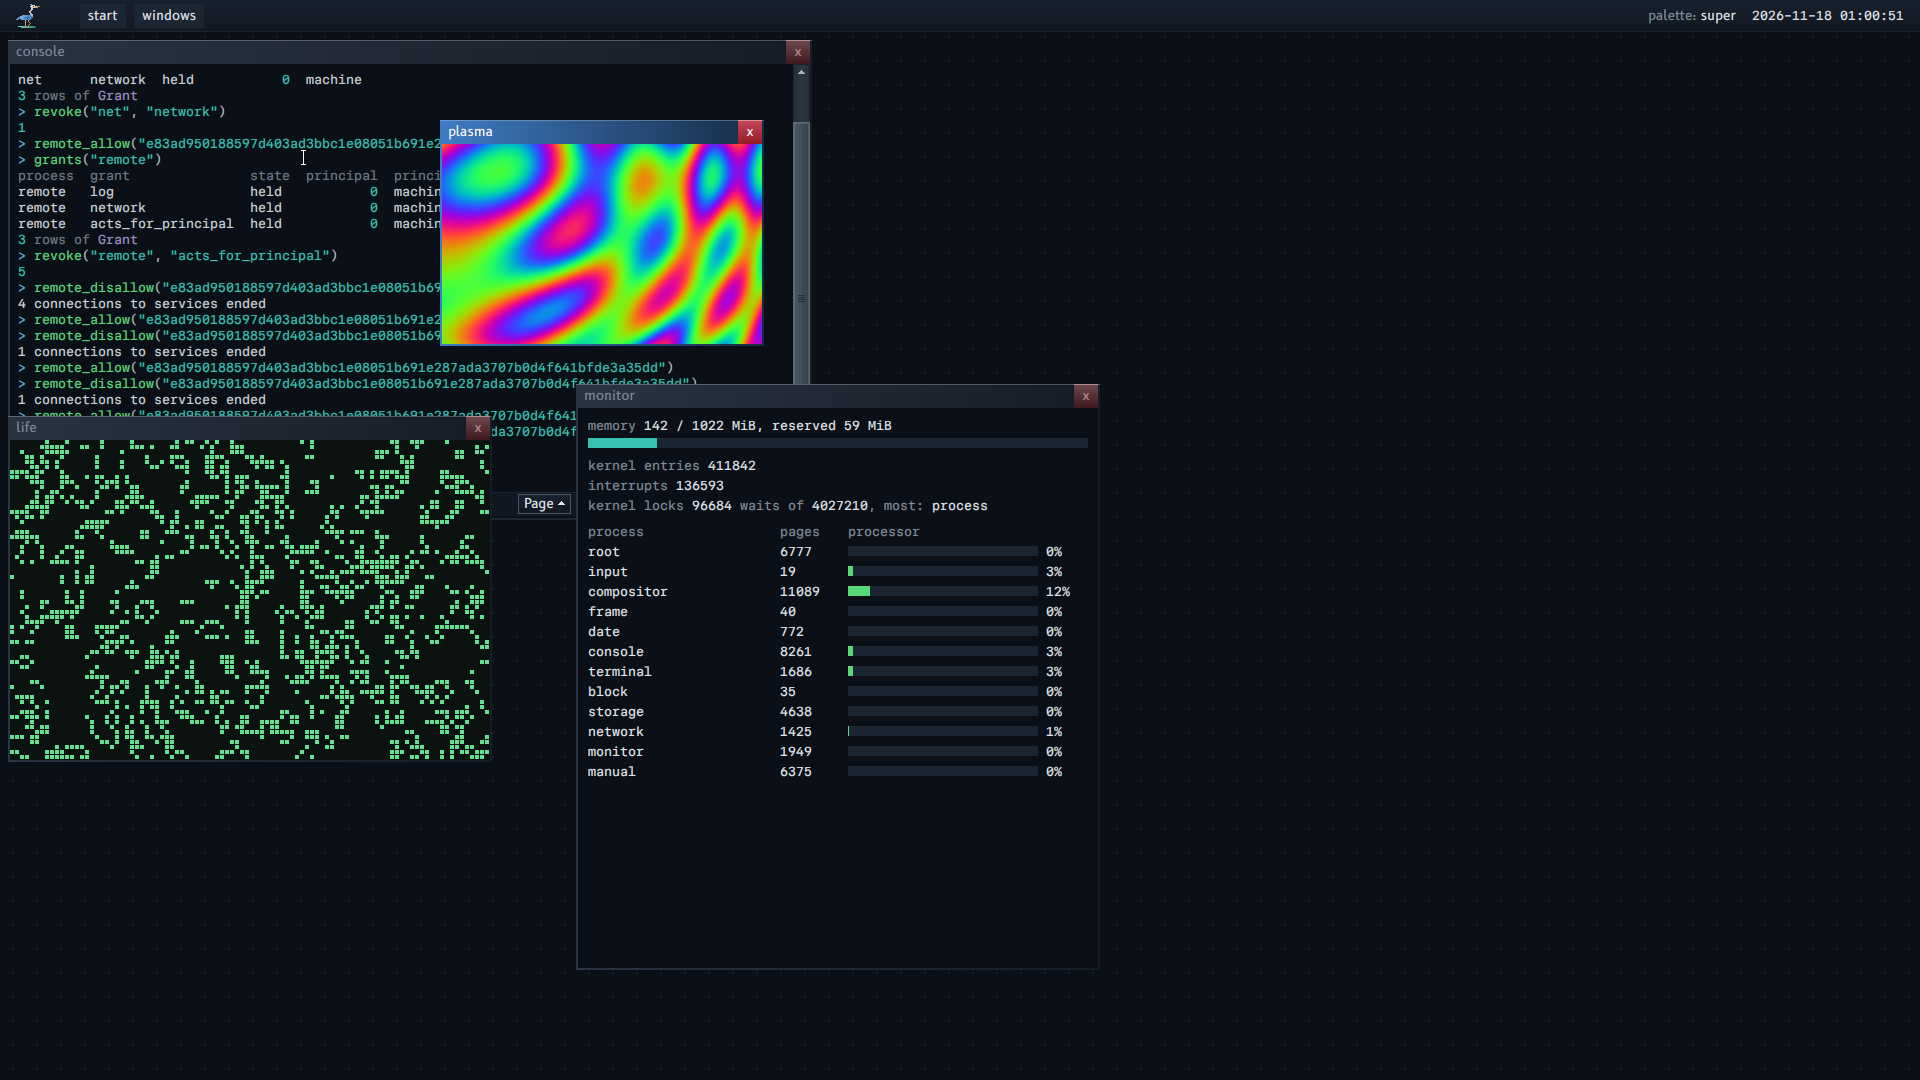 start windows palette: super 2026-11-18 01:00:51
console x
net network held 0 machine
3 rows of Grant
> revoke("net", "network")
1
> remote_allow("e83ad950188597d403ad3bbc1e08051b691e2
> grants("remote")
process grant state principal princi
remote log held 0 machin
remote network held 0 machin
remote acts_for_principal held 0 machin
3 rows of Grant
> revoke("remote", "acts_for_principal")
5
> remote_disallow("e83ad950188597d403ad3bbc1e08051b69
4 connections to services ended
> remote_allow("e83ad950188597d403ad3bbc1e08051b691e2
> remote_disallow("e83ad950188597d403ad3bbc1e08051b69
1 connections to services ended
> remote_allow("e83ad950188597d403ad3bbc1e08051b691e287ada3707b0d4f641bfde3a35dd")
> remote_disallow("e83ad950188597d403ad3bbc1e08051b691e287ada3707b0d4f641bfde3a35dd")
1 connections to services ended
> remote_allow("e83ad950188597d403ad3bbc1e08051b691e287ada3707b0d4f641
da3707b0d4f
Page
plasma x
life x
monitor x
memory 142 / 1022 MiB, reserved 59 MiB
kernel entries 411842
interrupts 136593
kernel locks 96684 waits of 4027210, most: process
process pages processor
root 6777 0%
input 19 3%
compositor 11089 12%
frame 40 0%
date 772 0%
console 8261 3%
terminal 1686 3%
block 35 0%
storage 4638 0%
network 1425 1%
monitor 1949 0%
manual 6375 0%